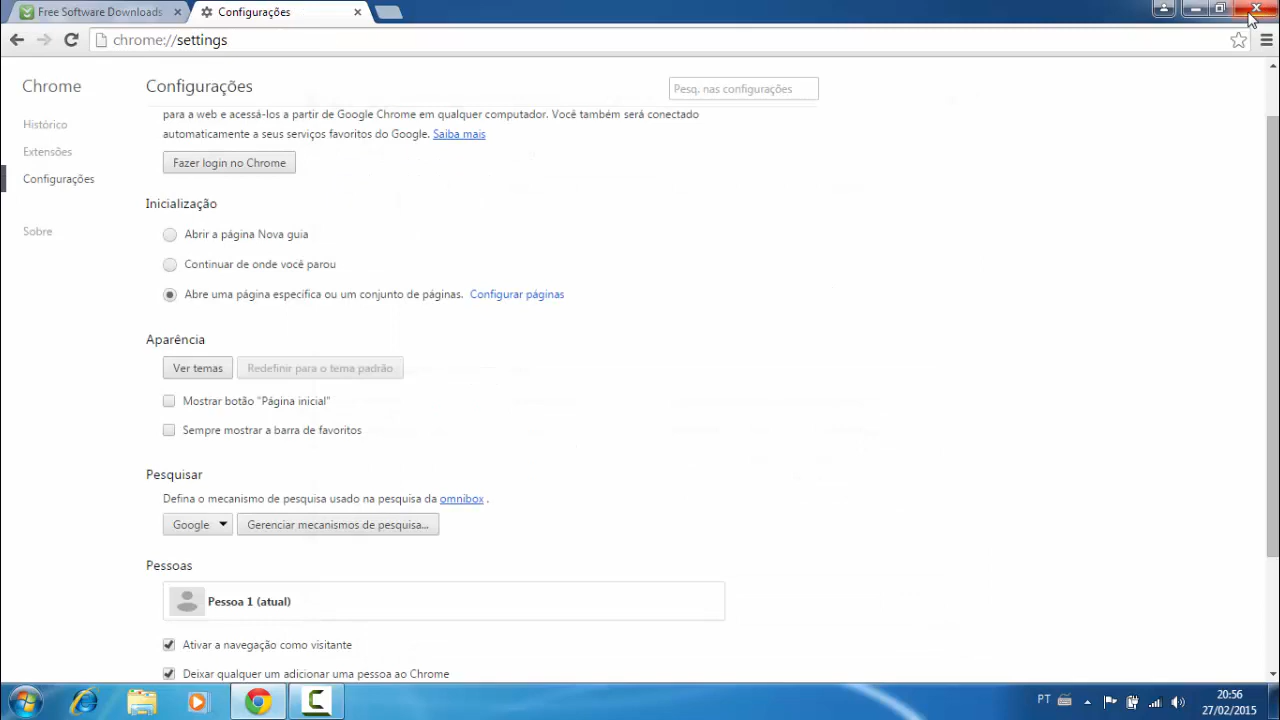 Free Software Downloads
Configurações
chrome://settings
Chrome
Configurações
Pesq. nas configurações
Histórico
Extensões
Configurações
Sobre
para a web e acessá-los a partir de Google Chrome em qualquer computador. Você também será conectado
automaticamente a seus serviços favoritos do Google. Saiba mais
Fazer login no Chrome
Inicialização
Abrir a página Nova guia
Continuar de onde você parou
Abre uma página específica ou um conjunto de páginas. Configurar páginas
Aparência
Ver temas Redefinir para o tema padrão
Mostrar botão "Página inicial"
Sempre mostrar a barra de favoritos
Pesquisar
Defina o mecanismo de pesquisa usado na pesquisa da omnibox .
Google Gerenciar mecanismos de pesquisa...
Pessoas
Pessoa 1 (atual)
Ativar a navegação como visitante
Deixar qualquer um adicionar uma pessoa ao Chrome
PT
20:56
27/02/2015